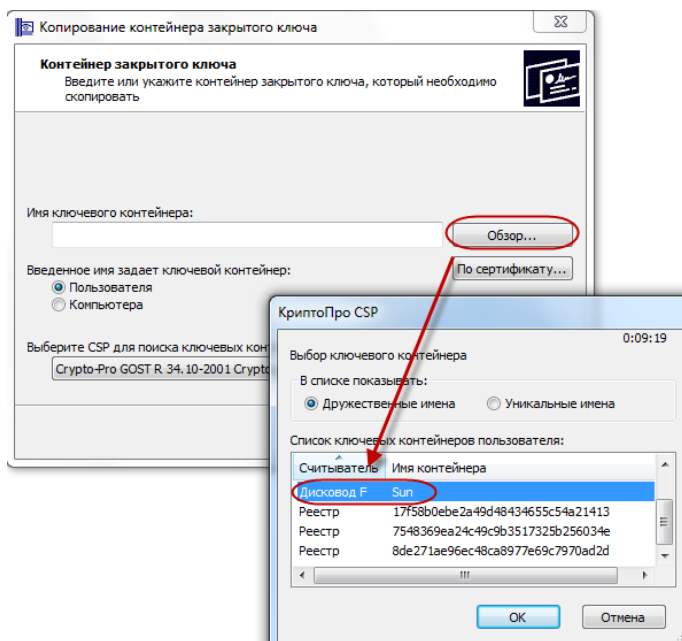 Копирование контейнера закрытого ключа
Контейнер закрытого ключа
Введите или укажите контейнер закрытого ключа, который необходимо
скопировать
Имя ключевого контейнера:
Обзор...
Введенное имя задает ключевой контейнер:
По сертификату...
Пользователя
Компьютера
Выберите CSP для поиска ключевых
Crypto-Pro GOST R 34.10-2001
КриптоПро CSP
0:09:19
Выбор ключевого контейнера
В списке показывать:
Дружественные имена
Уникальные имена
Список ключевых контейнеров пользователя:
Считыватель Имя контейнера
Дисковод F Sun
Реестр 17f58b0ebe2a49d48434655c54a21413
Реестр 7548369ea24c49c9b3517325b256034e
Реестр 8de271ae96ec48ca8977e69c7970ad2d
OK
Отмена